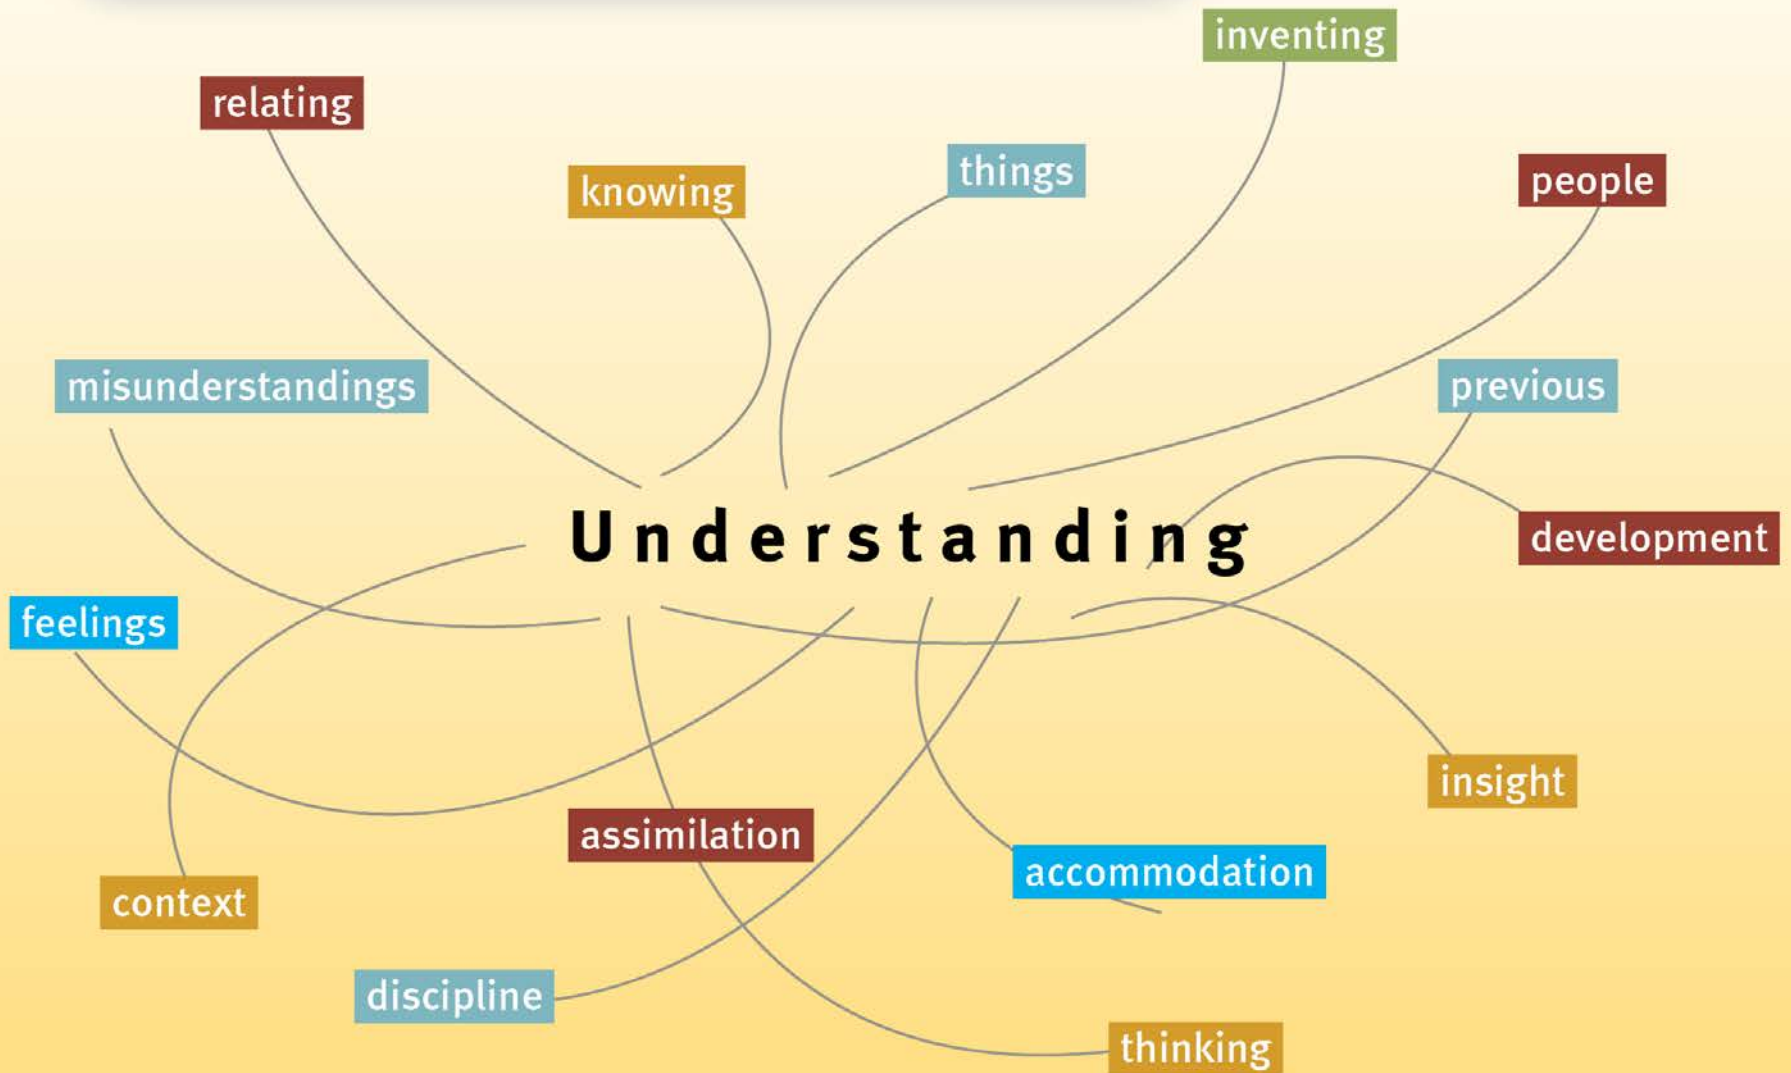 inventing
relating
things
people
knowing
misunderstandings
previous
Understanding
development
feelings
insight
assimilation
accommodation
context
discipline
thinking